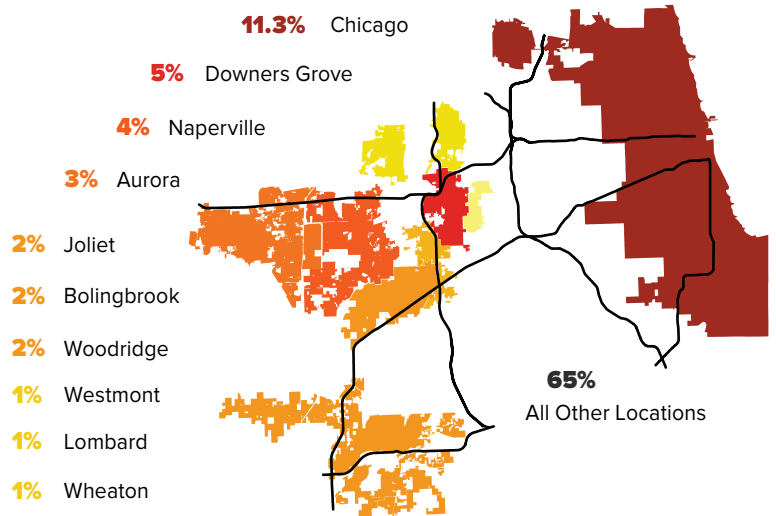 11.3% Chicago
5% Downers Grove
4% Naperville
3% Aurora
2% Joliet
2% Bolingbrook
2% Woodridge
1% Westmont
1% Lombard
1% Wheaton
65%
All Other Locations